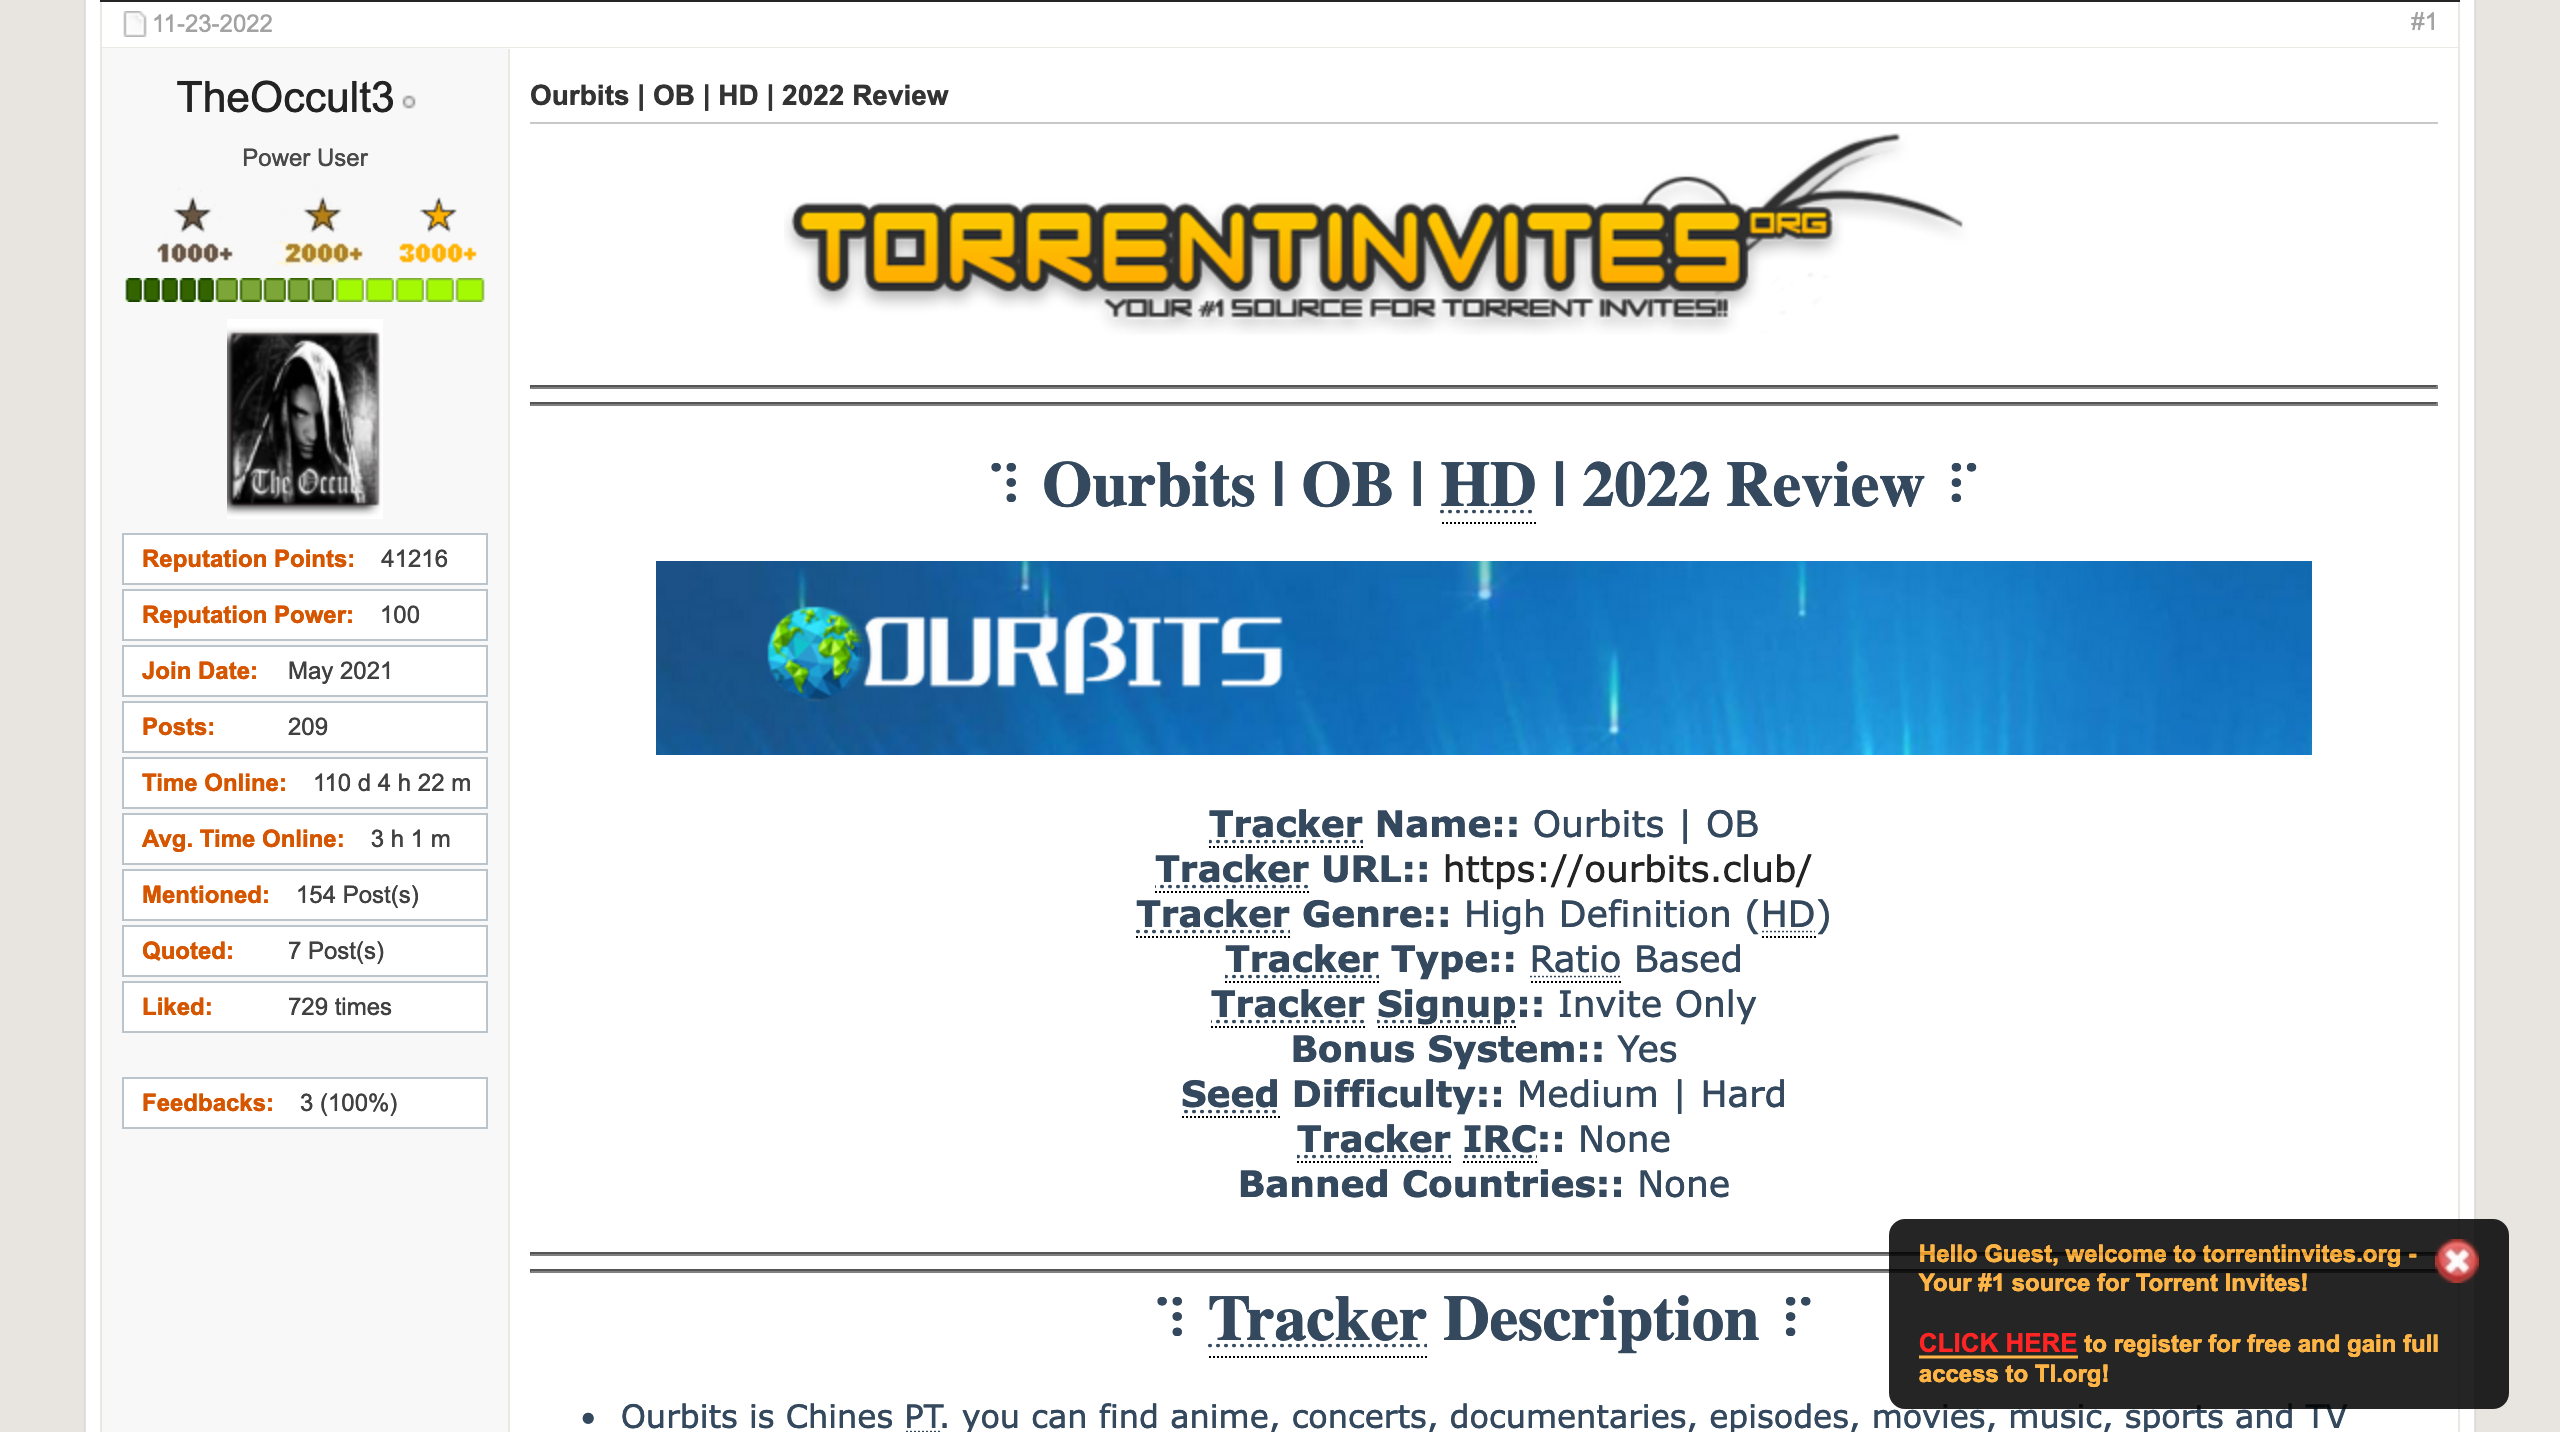 11-23-2022
#1
TheOccult3
Power User
1000+ 2000+ 3000+
The Occul
Reputation Points: 41216
Reputation Power: 100
Join Date: May 2021
Posts: 209
Time Online: 110 d 4 h 22 m
Avg. Time Online: 3 h 1 m
Mentioned: 154 Post(s)
Quoted: 7 Post(s)
Liked: 729 times
Feedbacks: 3 (100%)
Ourbits | OB | HD | 2022 Review
TORRENTINVITES ORG
YOUR #1 SOURCE FOR TORRENT INVITES!!
⠙⡇ Ourbits | OB | HD | 2022 Review ⡏⠋
OURβITS
Tracker Name:: Ourbits | OB
Tracker URL:: https://ourbits.club/
Tracker Genre:: High Definition (HD)
Tracker Type:: Ratio Based
Tracker Signup:: Invite Only
Bonus System:: Yes
Seed Difficulty:: Medium | Hard
Tracker IRC:: None
Banned Countries:: None
Tracker Description
• Ourbits is Chines PT. you can find anime, concerts, documentaries, episodes, movies, music, sports and TV
Hello Guest, welcome to torrentinvites.org -
Your #1 source for Torrent Invites!
CLICK HERE to register for free and gain full
access to TI.org!